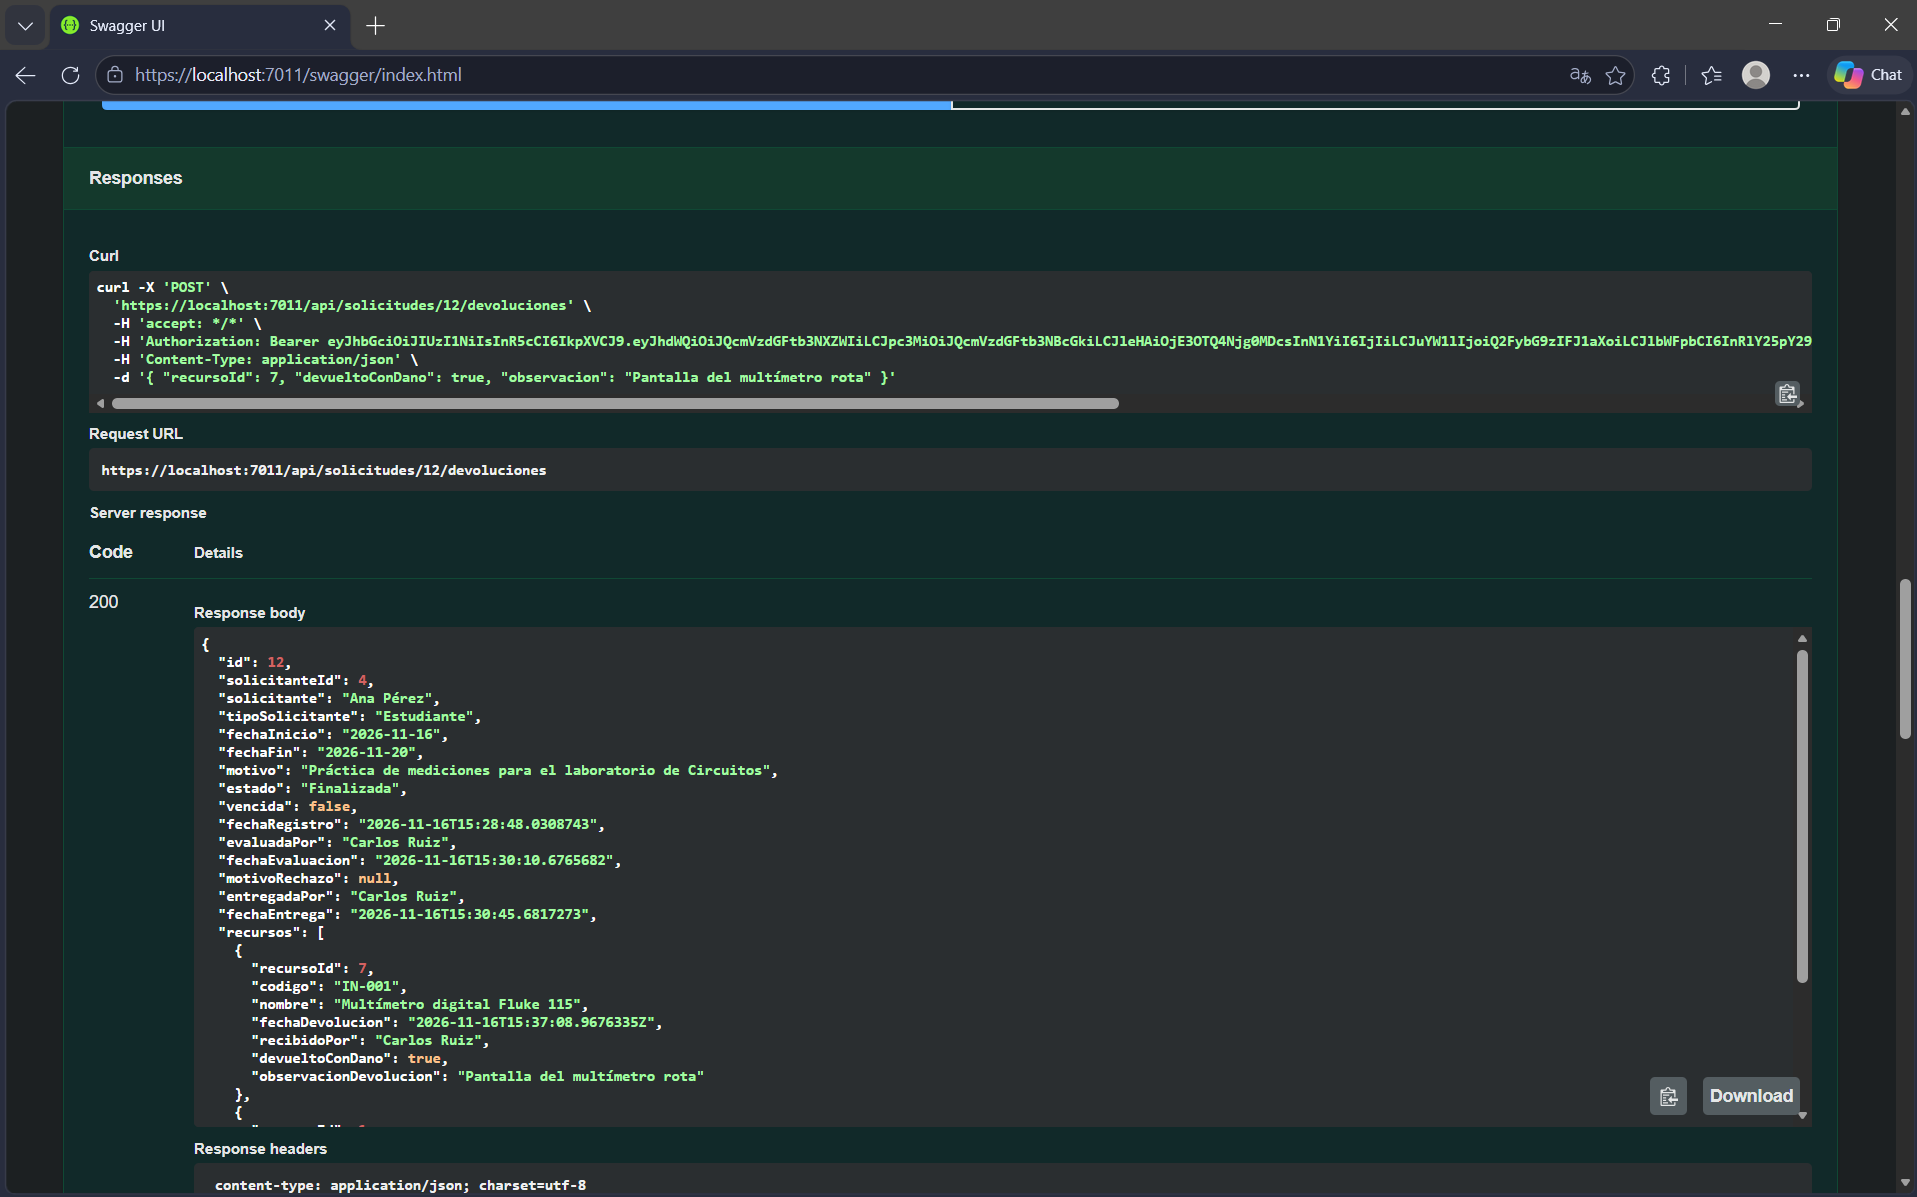 Swagger UI
https://localhost:7011/swagger/index.html
Chat
Responses
Curl
curl -X 'POST' \
'https://localhost:7011/api/solicitudes/12/devoluciones' \
-H 'accept: */*' \
-H 'Authorization: Bearer
-H 'Content-Type: application/json' \
-d '{ "recursoId": 7, "devueltoConDano": true, "observacion": "Pantalla del multímetro rota" }'
Request URL
https://localhost:7011/api/solicitudes/12/devoluciones
Server response
Code Details
200
Response body
{
"id": 12,
"solicitanteId": 4,
"solicitante": "Ana Pérez",
"tipoSolicitante": "Estudiante",
"fechaInicio": "2026-11-16",
"fechaFin": "2026-11-20",
"motivo": "Práctica de mediciones para el laboratorio de Circuitos",
"estado": "Finalizada",
"vencida": false,
"fechaRegistro": "2026-11-16T15:28:48.0308743",
"evaluadaPor": "Carlos Ruiz",
"fechaEvaluacion": "2026-11-16T15:30:10.6765682",
"motivoRechazo": null,
"entregadaPor": "Carlos Ruiz",
"fechaEntrega": "2026-11-16T15:30:45.6817273",
"recursos": [
{
"recursoId": 7,
"codigo": "IN-001",
"nombre": "Multímetro digital Fluke 115",
"fechaDevolucion": "2026-11-16T15:37:08.9676335Z",
"recibidoPor": "Carlos Ruiz",
"devueltoConDano": true,
"observacionDevolucion": "Pantalla del multímetro rota"
},
{
Download
Response headers
content-type: application/json; charset=utf-8